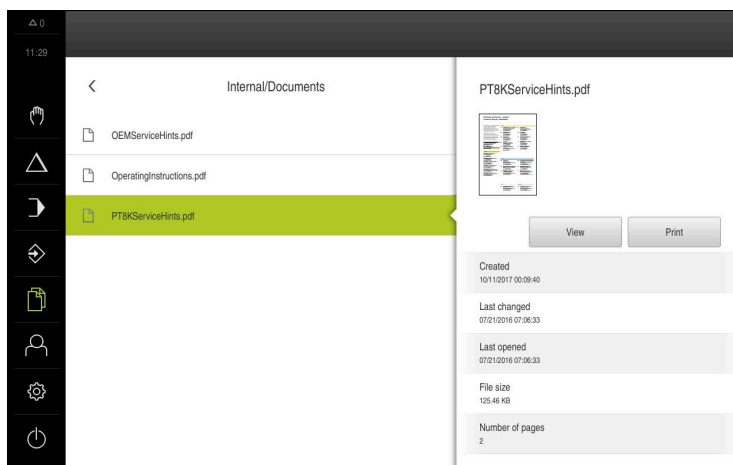 △ 0
11:29
Internal/Documents
OEMServiceHints.pdf
OperatingInstructions.pdf
PT8KServiceHints.pdf
PT8KServiceHints.pdf
View Print
Created
10/11/2017 00:09:40
Last changed
07/21/2016 07:06:33
Last opened
07/21/2016 07:06:33
File size
125.46 KB
Number of pages
2